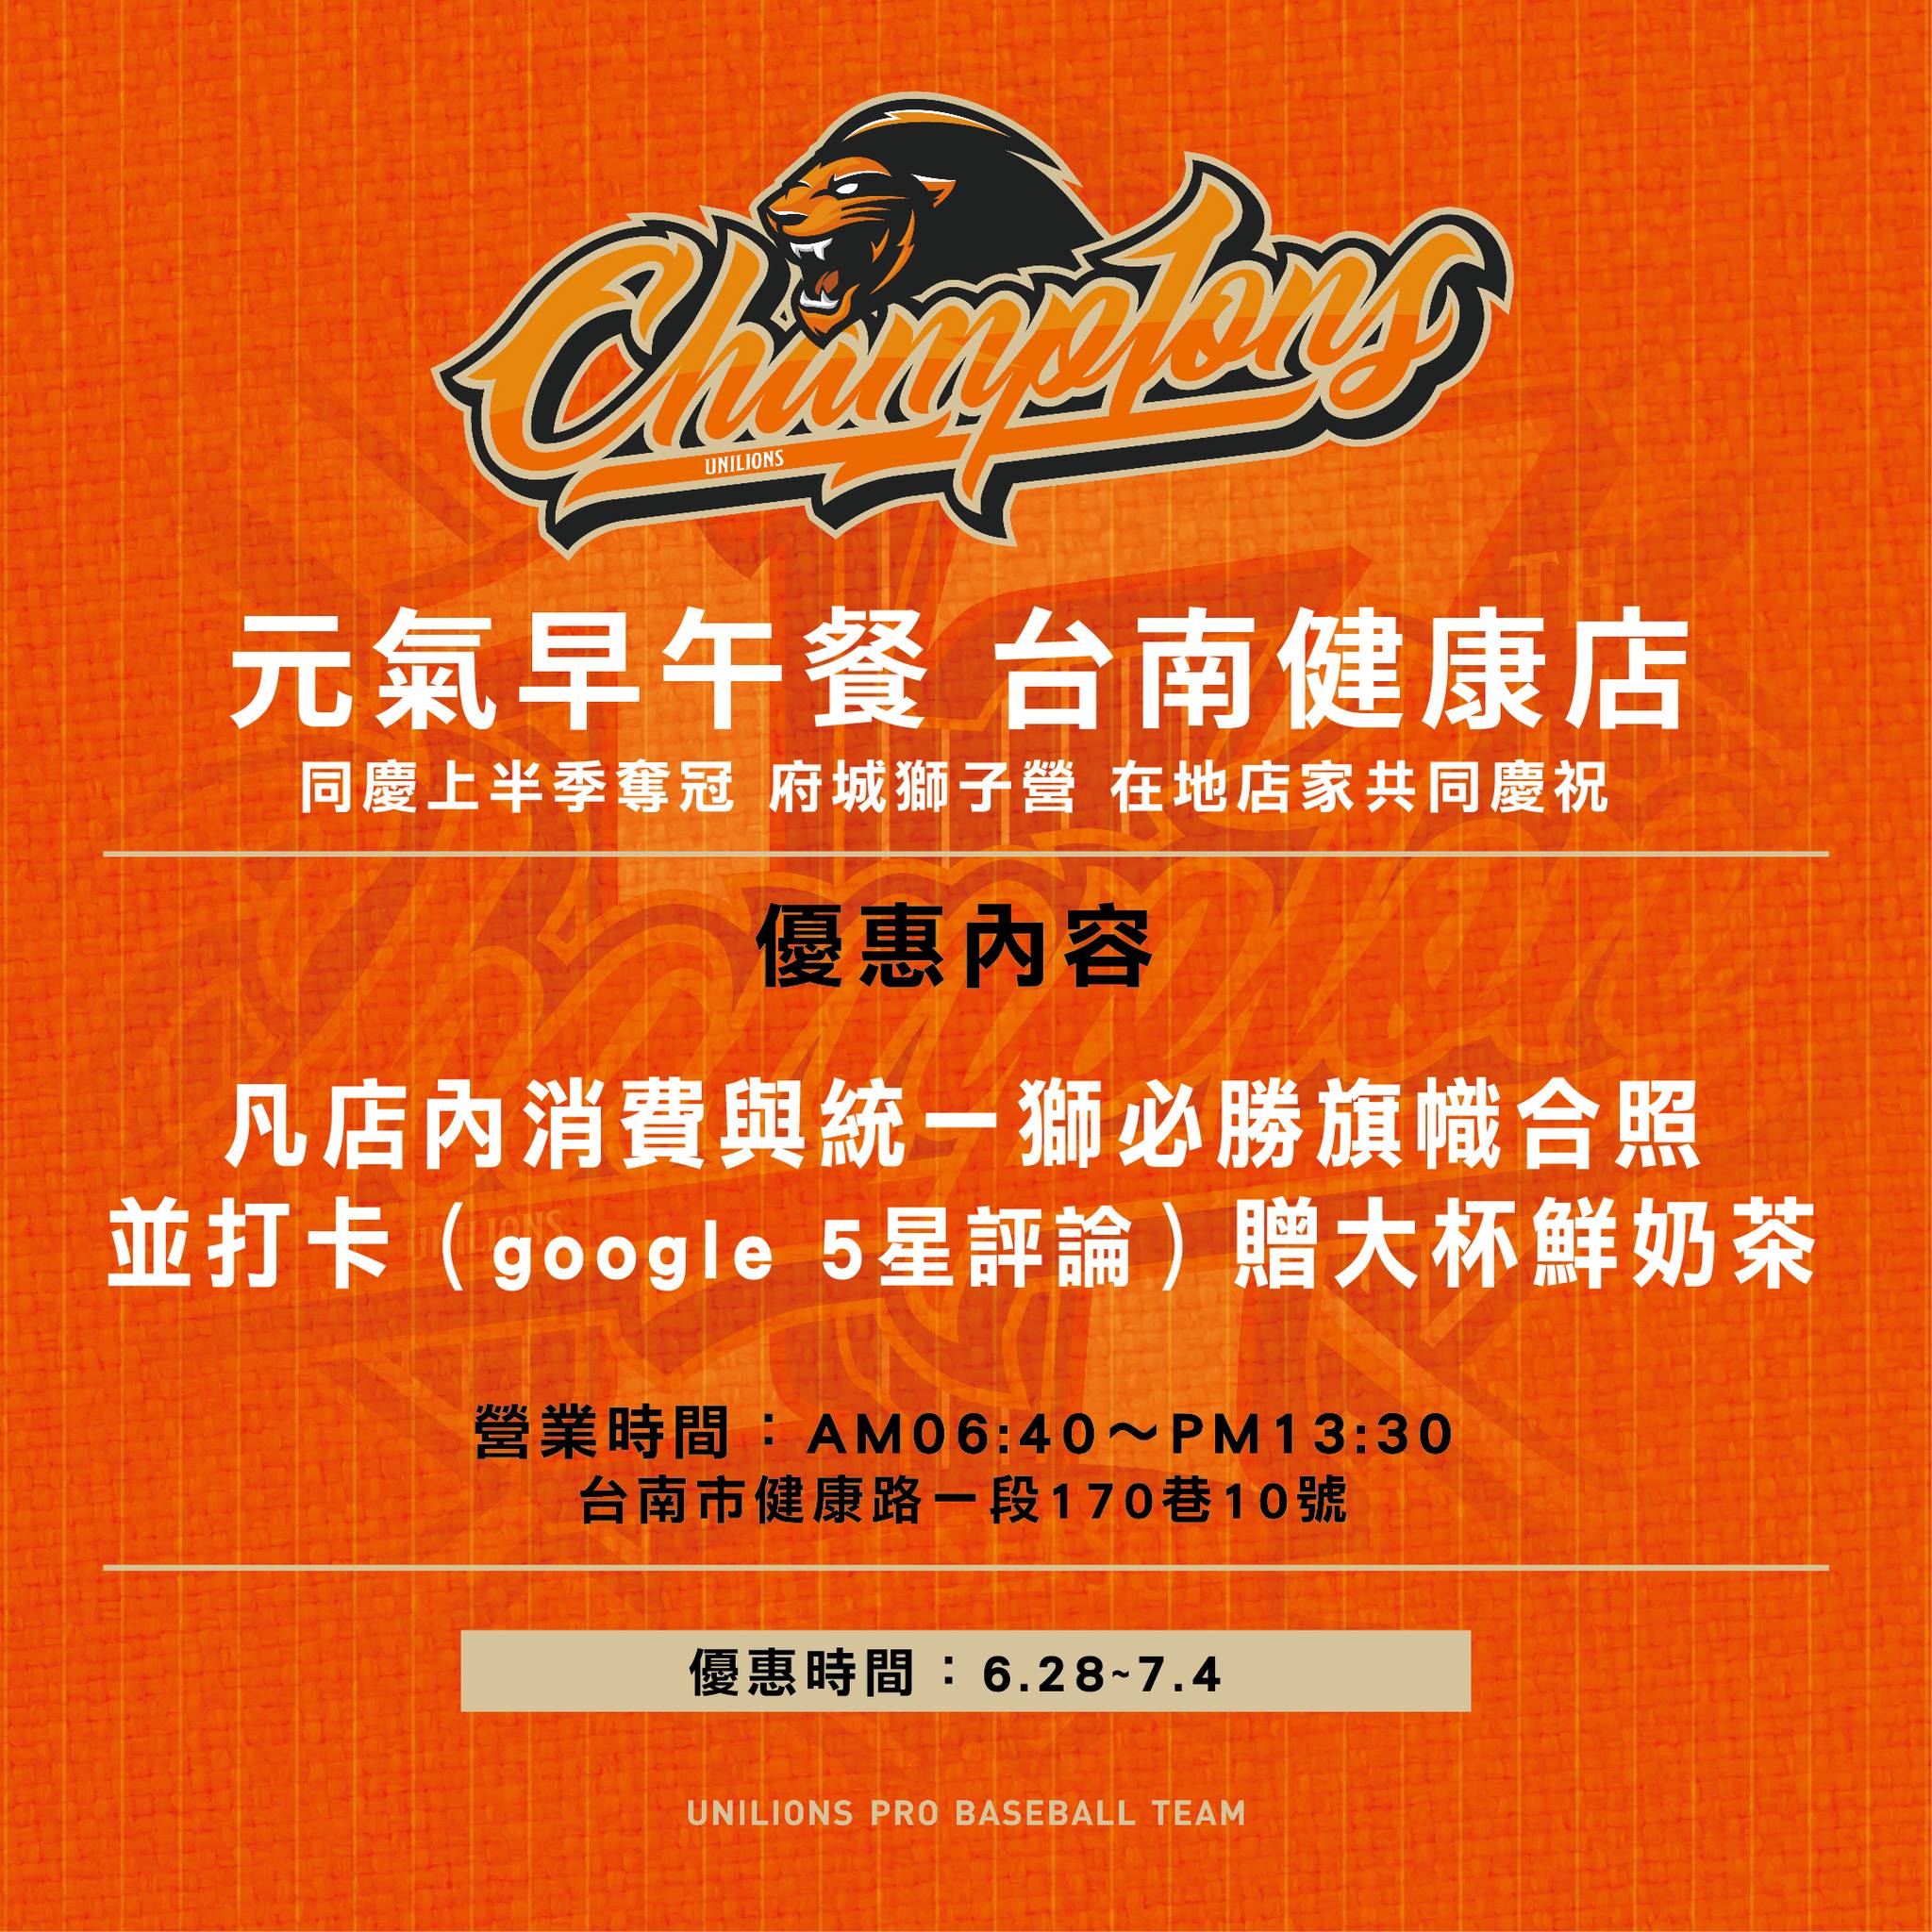 Champ1ons
UNILIONS
元氣早午餐 台南健康店
同慶上半季奪冠 府城獅子營 在地店家共同慶祝
優惠內容
凡店內消費與統一獅必勝旗幟合照
並打卡（google 5星評論）贈大杯鮮奶茶
營業時間：AM06:40～PM13:30
台南市健康路一段170巷10號
優惠時間：6.28~7.4
UNILIONS PRO BASEBALL TEAM